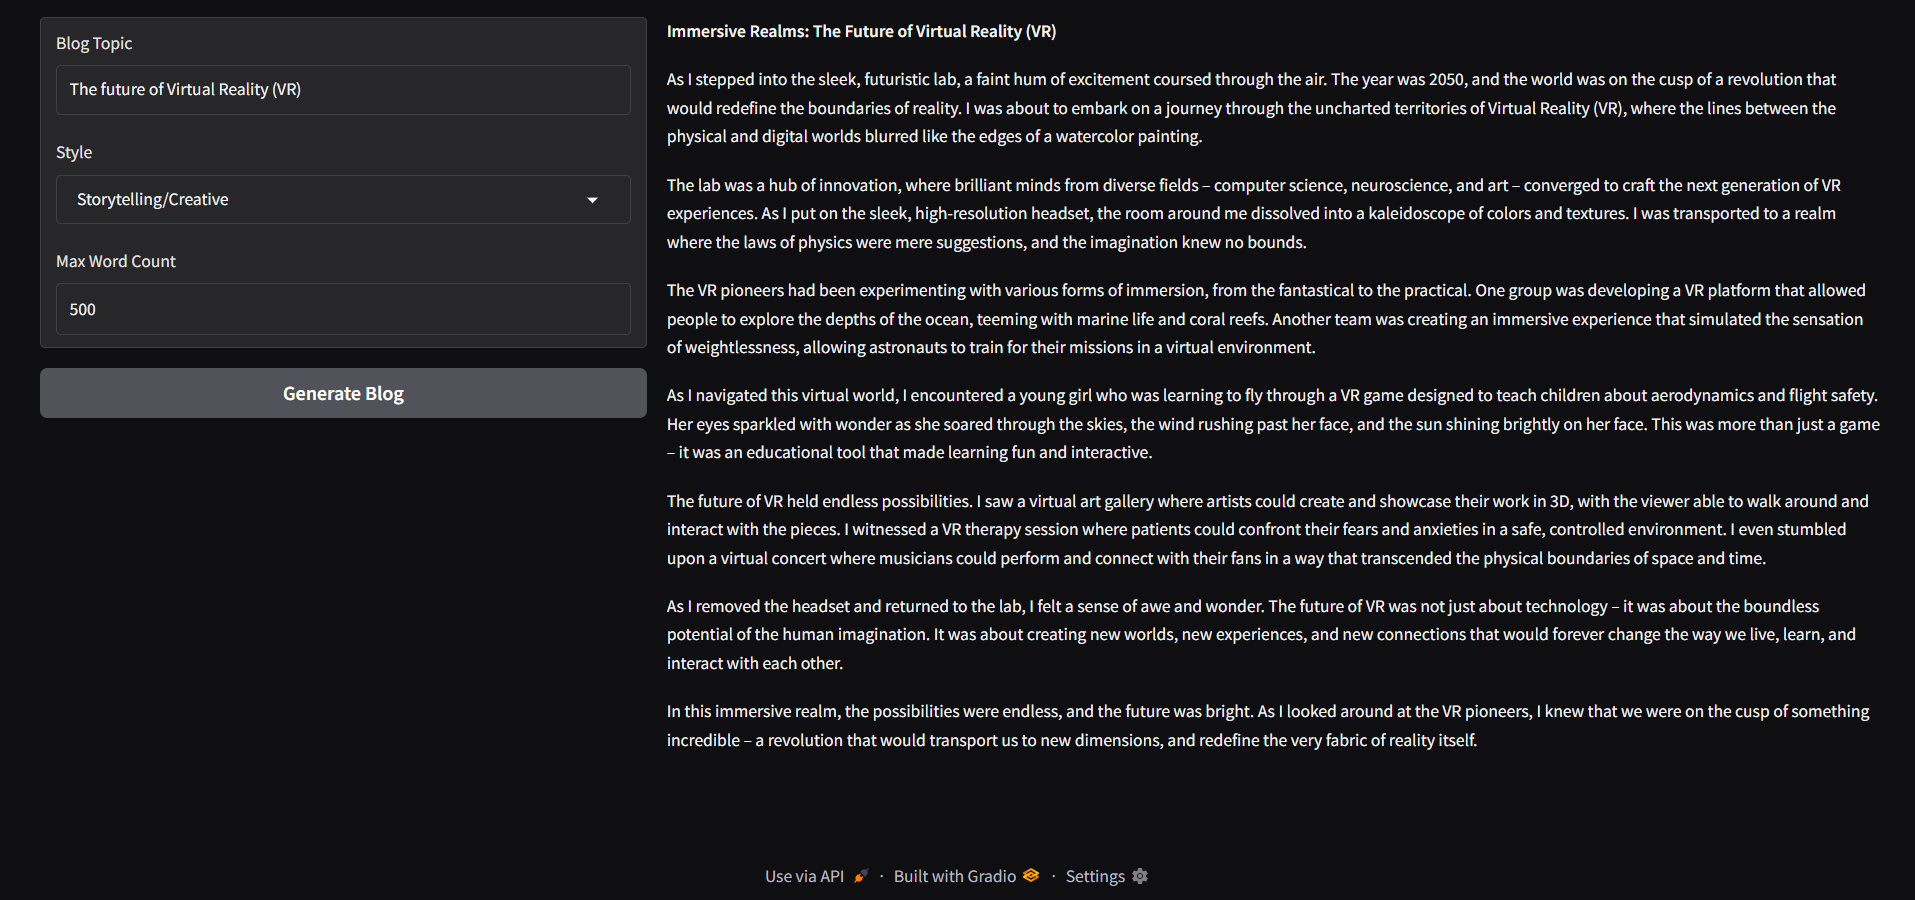 Blog Topic
The future of Virtual Reality (VR)
Style
Storytelling/Creative
Max Word Count
500
Generate Blog
Immersive Realms: The Future of Virtual Reality (VR)
As I stepped into the sleek, futuristic lab, a faint hum of excitement coursed through the air. The year was 2050, and the world was on the cusp of a revolution that
would redefine the boundaries of reality. I was about to embark on a journey through the uncharted territories of Virtual Reality (VR), where the lines between the
physical and digital worlds blurred like the edges of a watercolor painting.
The lab was a hub of innovation, where brilliant minds from diverse fields – computer science, neuroscience, and art – converged to craft the next generation of VR
experiences. As I put on the sleek, high-resolution headset, the room around me dissolved into a kaleidoscope of colors and textures. I was transported to a realm
where the laws of physics were mere suggestions, and the imagination knew no bounds.
The VR pioneers had been experimenting with various forms of immersion, from the fantastical to the practical. One group was developing a VR platform that allowed
people to explore the depths of the ocean, teeming with marine life and coral reefs. Another team was creating an immersive experience that simulated the sensation
of weightlessness, allowing astronauts to train for their missions in a virtual environment.
As I navigated this virtual world, I encountered a young girl who was learning to fly through a VR game designed to teach children about aerodynamics and flight safety.
Her eyes sparkled with wonder as she soared through the skies, the wind rushing past her face, and the sun shining brightly on her face. This was more than just a game
– it was an educational tool that made learning fun and interactive.
The future of VR held endless possibilities. I saw a virtual art gallery where artists could create and showcase their work in 3D, with the viewer able to walk around and
interact with the pieces. I witnessed a VR therapy session where patients could confront their fears and anxieties in a safe, controlled environment. I even stumbled
upon a virtual concert where musicians could perform and connect with their fans in a way that transcended the physical boundaries of space and time.
As I removed the headset and returned to the lab, I felt a sense of awe and wonder. The future of VR was not just about technology – it was about the boundless
potential of the human imagination. It was about creating new worlds, new experiences, and new connections that would forever change the way we live, learn, and
interact with each other.
In this immersive realm, the possibilities were endless, and the future was bright. As I looked around at the VR pioneers, I knew that we were on the cusp of something
incredible – a revolution that would transport us to new dimensions, and redefine the very fabric of reality itself.
Use via API · Built with Gradio · Settings